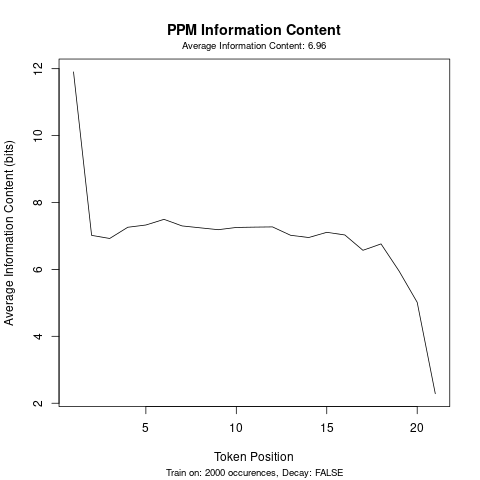 PPM Information Content
Average Information Content: 6.96
Average Information Content (bits)
12
10
8
6
4
2
5
10
15
20
Token Position
Train on: 2000 occurences, Decay: FALSE